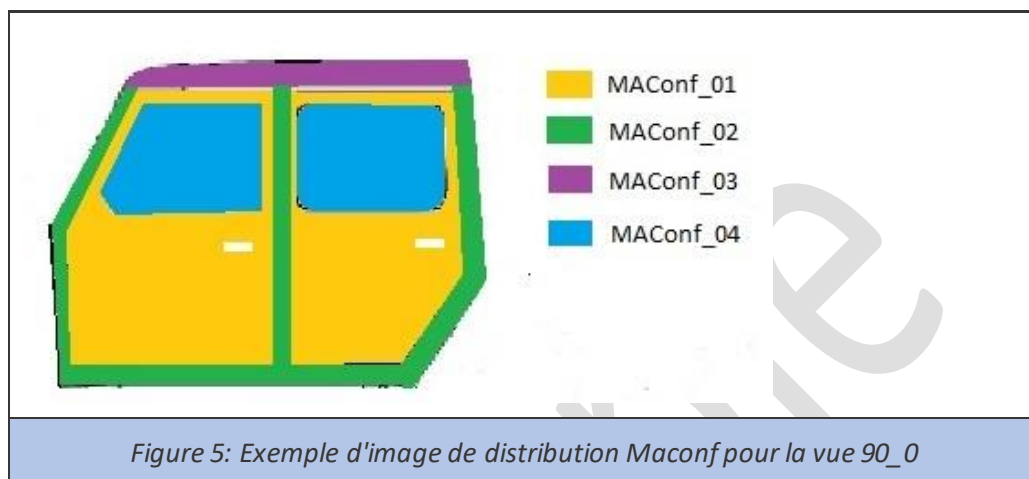 MAConf_01
MAConf_02
MAConf_03
MAConf_04
Figure 5: Exemple d'image de distribution Maconf pour la vue 90_0